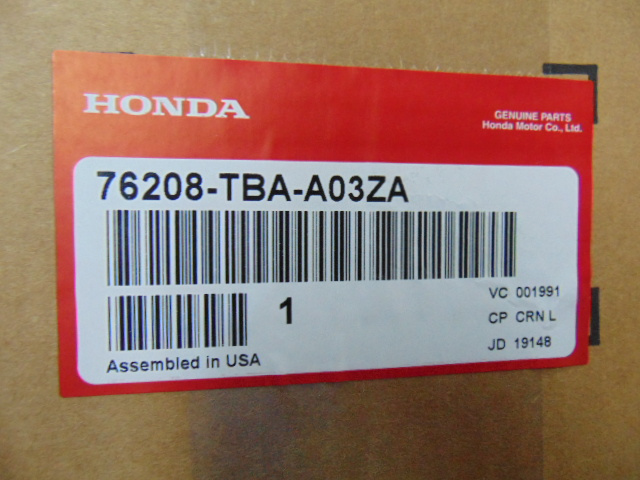 HONDA
GENUINE PARTS
Honda Motor Co., Ltd.
76208-TBA-A03ZA
1
VC 001991
CP CRN L
JD 19148
Assembled in USA